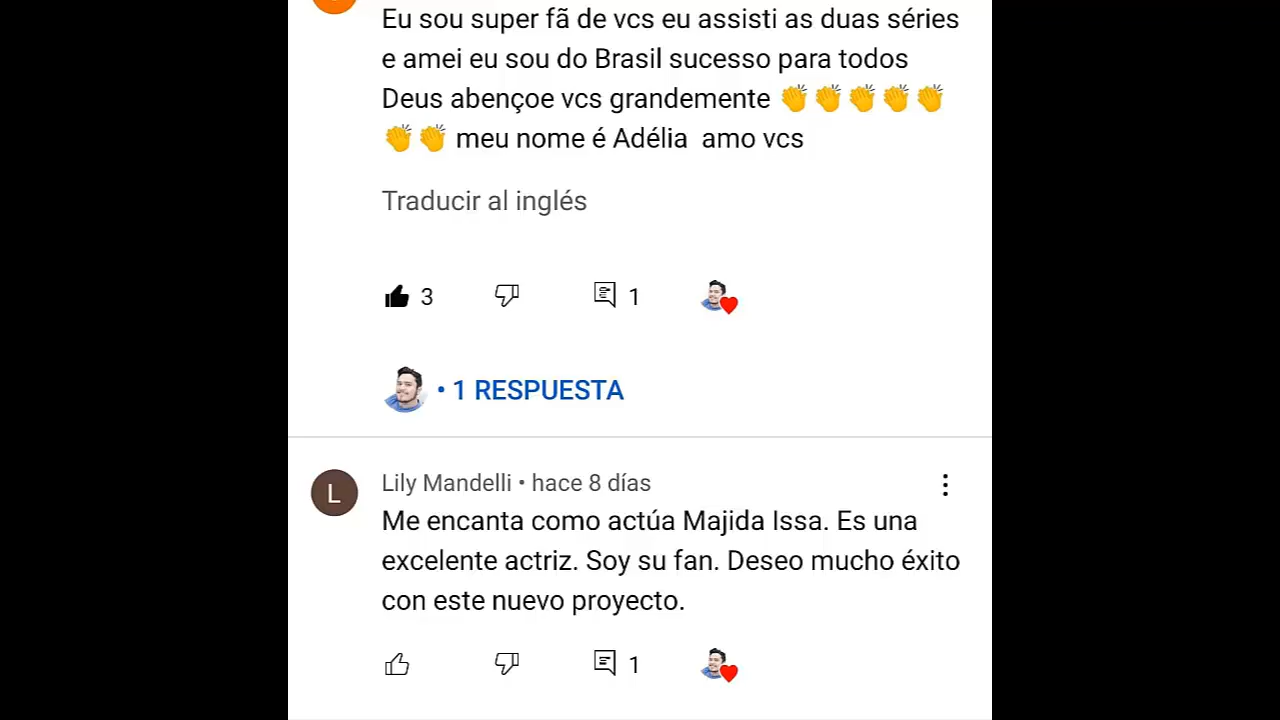 Eu sou super fã de vcs eu assisti as duas séries
e amei eu sou do Brasil sucesso para todos
Deus abençoe vcs grandemente 👏👏👏👏👏
👏👏 meu nome é Adélia amo vcs
Traducir al inglés
3 1
• 1 RESPUESTA
L Lily Mandelli • hace 8 días
Me encanta como actúa Majida Issa. Es una
excelente actriz. Soy su fan. Deseo mucho éxito
con este nuevo proyecto.
1